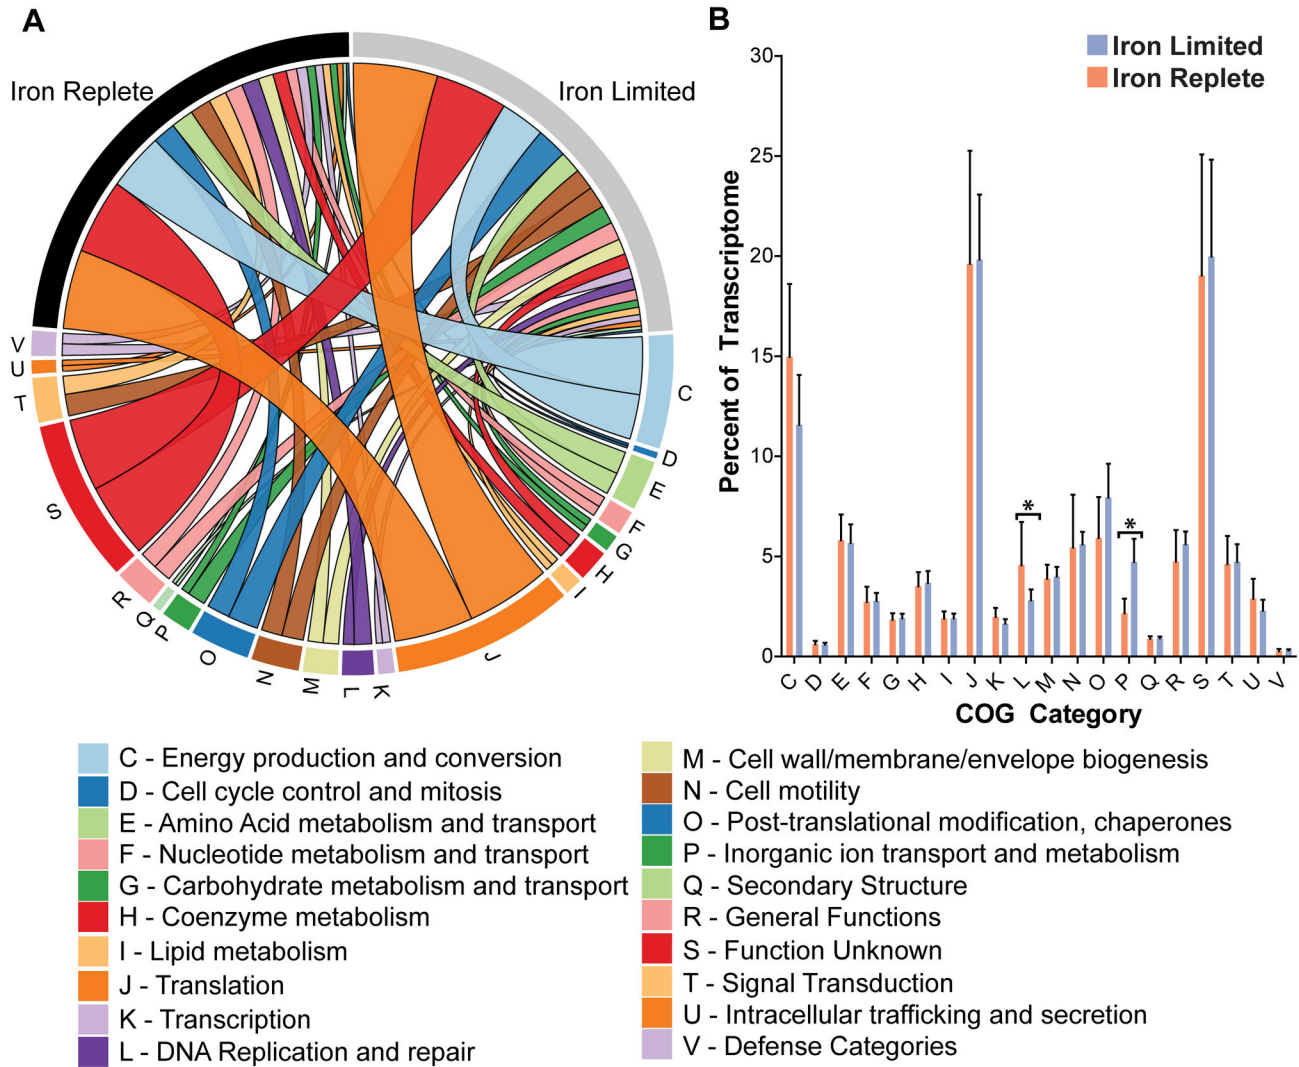 A
Iron Replete
Iron Limited
V
U
T
S
R
Q
P
O
N
M
L
K
J
I
H
G
F
E
D
C
B
Iron Limited
Iron Replete
Percent of Transcriptome
30
25
20
15
10
5
0
*
*
C D E F G H I J K L M N O P Q R S T U V
COG Category
C - Energy production and conversion
D - Cell cycle control and mitosis
E - Amino Acid metabolism and transport
F - Nucleotide metabolism and transport
G - Carbohydrate metabolism and transport
H - Coenzyme metabolism
I - Lipid metabolism
J - Translation
K - Transcription
L - DNA Replication and repair
M - Cell wall/membrane/envelope biogenesis
N - Cell motility
O - Post-translational modification, chaperones
P - Inorganic ion transport and metabolism
Q - Secondary Structure
R - General Functions
S - Function Unknown
T - Signal Transduction
U - Intracellular trafficking and secretion
V - Defense Categories